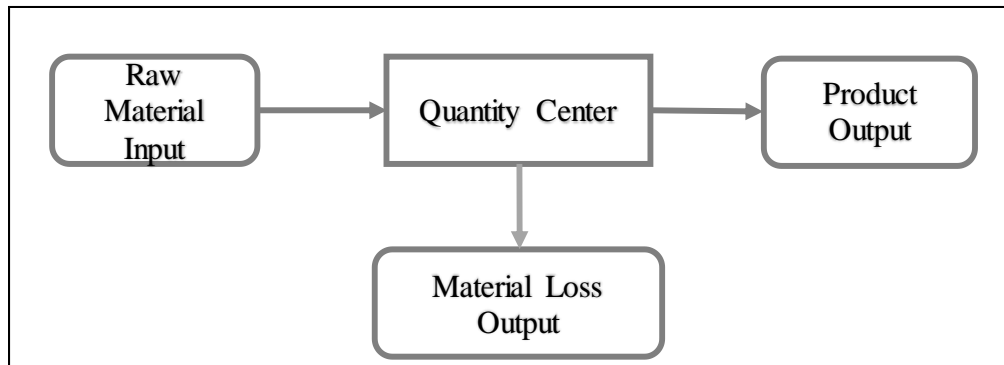 Raw
Material
Input
Quantity Center
Product
Output
Material Loss
Output